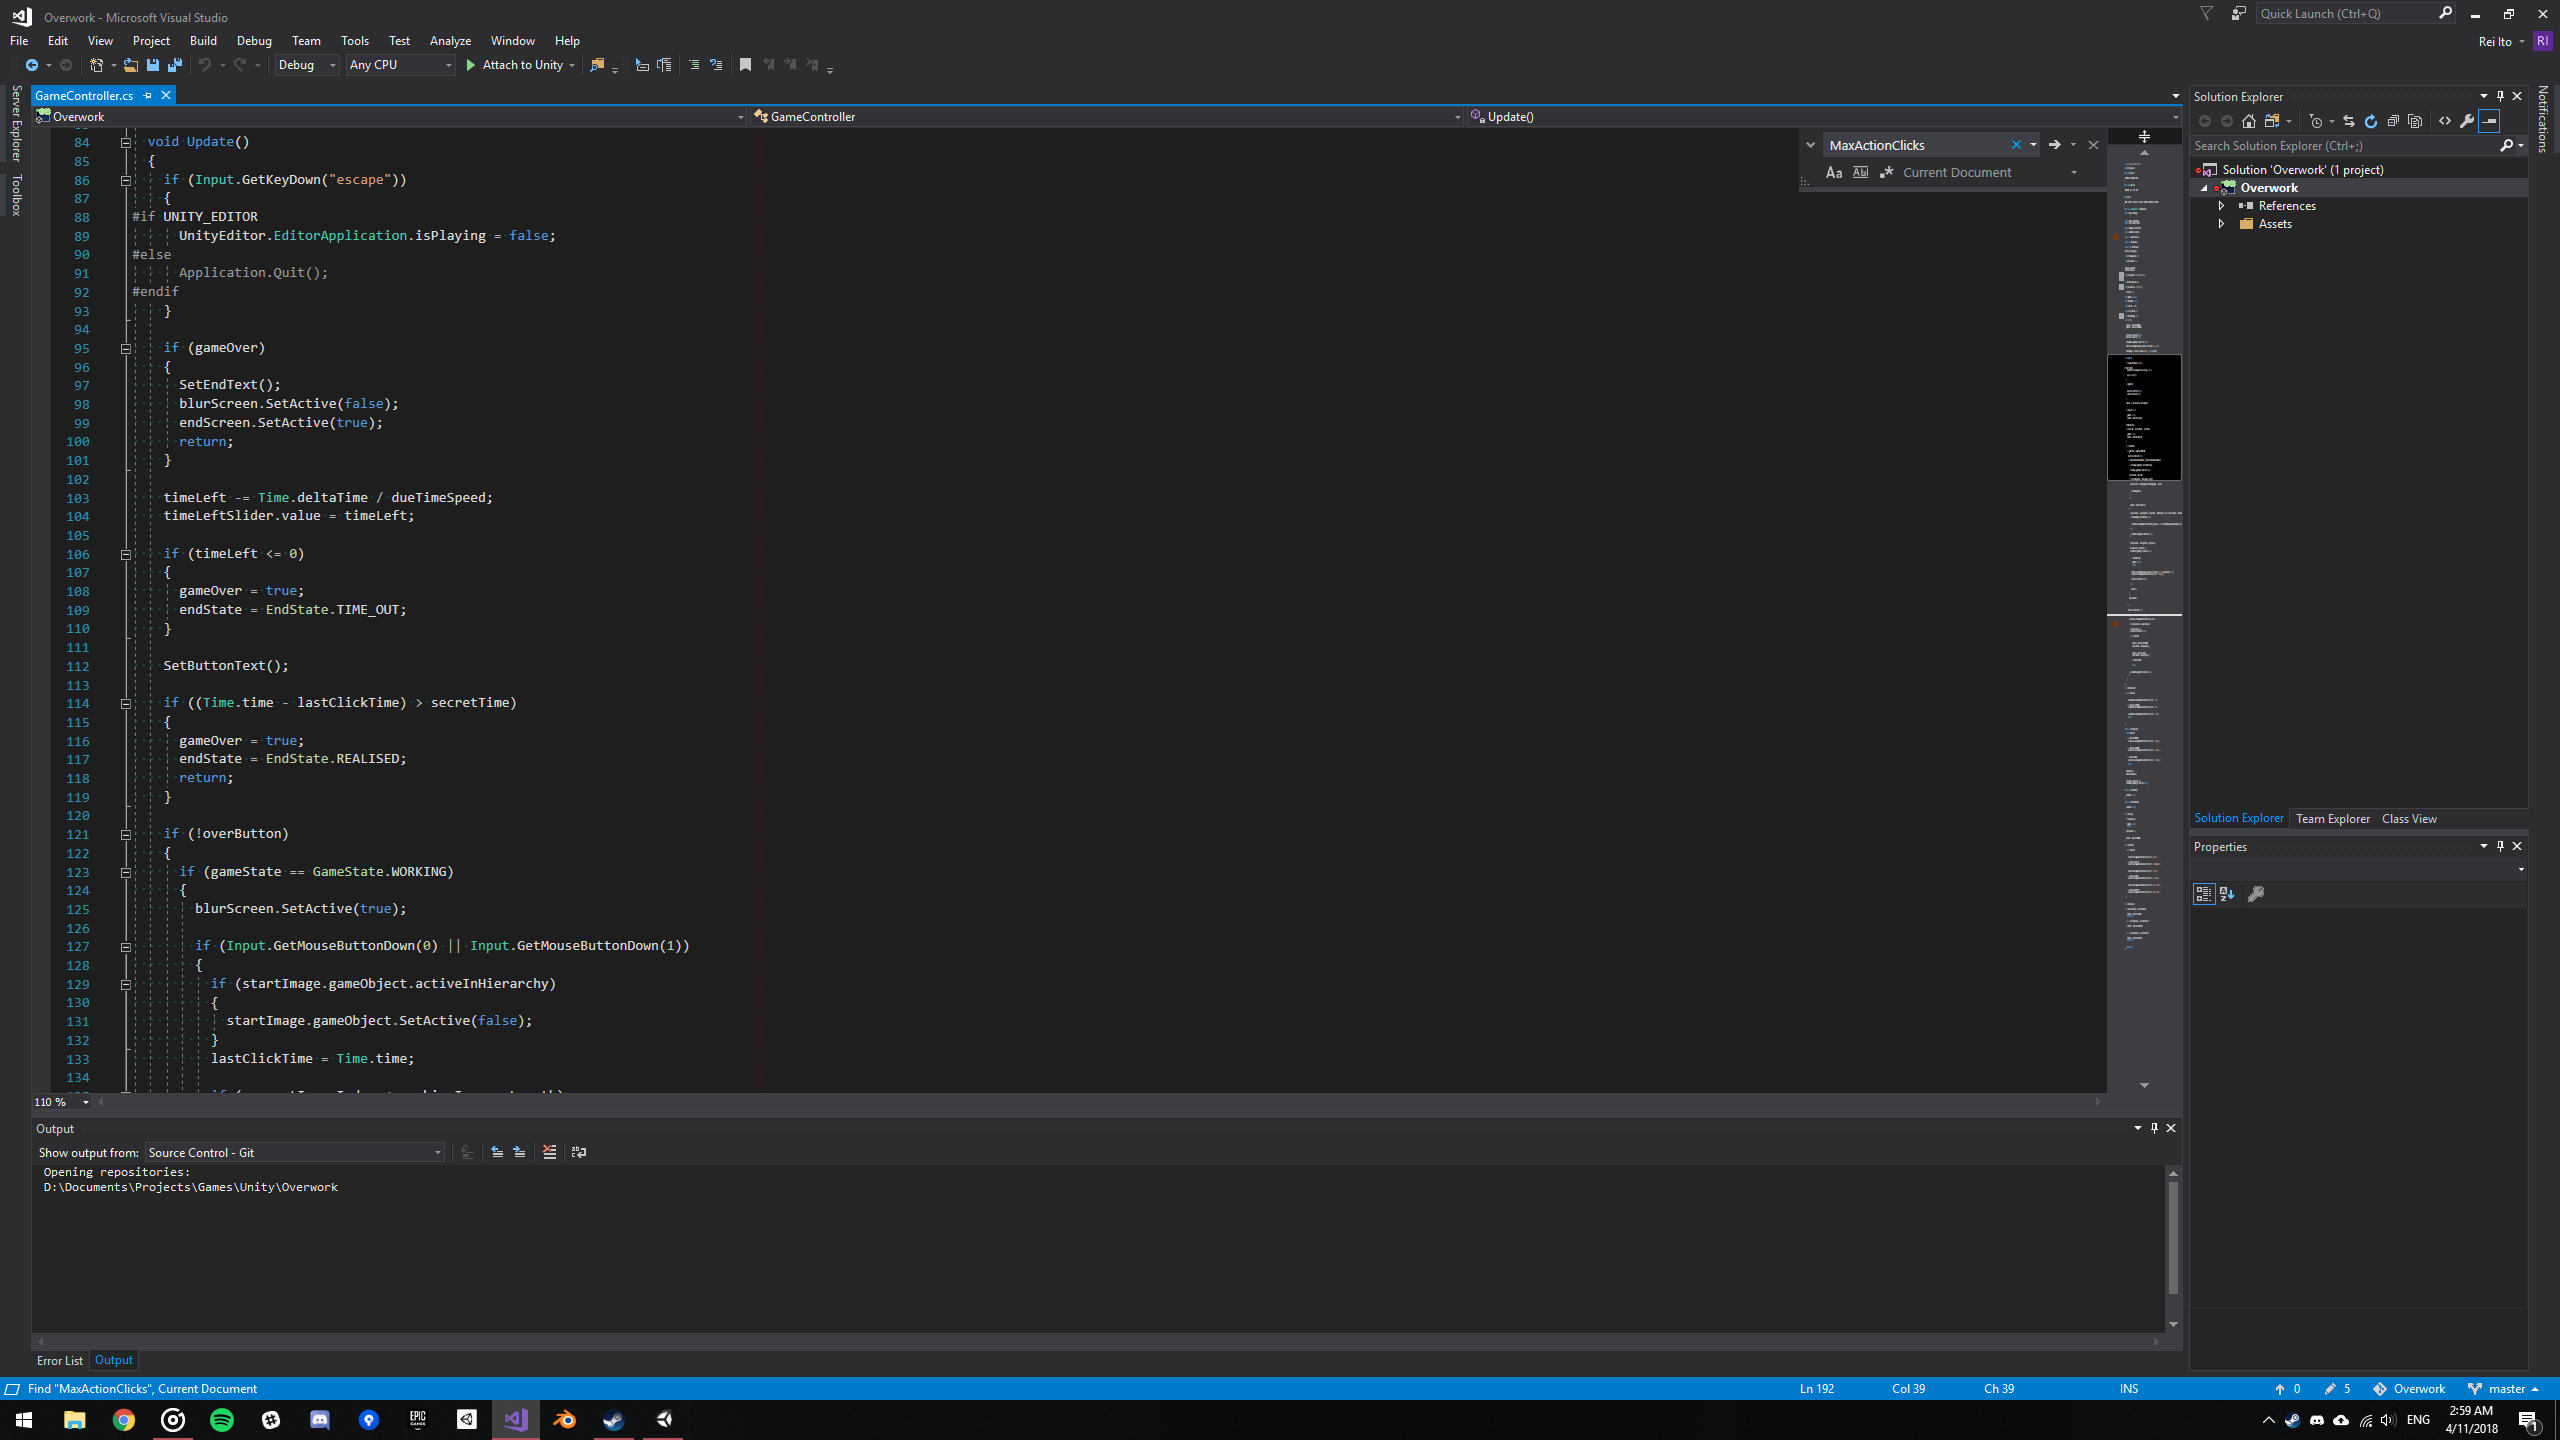 Overwork - Microsoft Visual Studio
Quick Launch (Ctrl+Q)
File Edit View Project Build Debug Team Tools Test Analyze Window Help
Rei Ito RI
Debug Any CPU Attach to Unity
Server Explorer
Toolbox
GameController.cs
Overwork GameController Update()
MaxActionClicks
Aa Abl .* Current Document
84 void Update()
85 {
86 if (Input.GetKeyDown("escape"))
87 {
88 #if UNITY_EDITOR
89 UnityEditor.EditorApplication.isPlaying = false;
90 #else
91 Application.Quit();
92 #endif
93 }
94
95 if (gameOver)
96 {
97 SetEndText();
98 blurScreen.SetActive(false);
99 endScreen.SetActive(true);
100 return;
101 }
102
103 timeLeft -= Time.deltaTime / dueTimeSpeed;
104 timeLeftSlider.value = timeLeft;
105
106 if (timeLeft <= 0)
107 {
108 gameOver = true;
109 endState = EndState.TIME_OUT;
110 }
111
112 SetButtonText();
113
114 if ((Time.time - lastClickTime) > secretTime)
115 {
116 gameOver = true;
117 endState = EndState.REALISED;
118 return;
119 }
120
121 if (!overButton)
122 {
123 if (gameState == GameState.WORKING)
124 {
125 blurScreen.SetActive(true);
126
127 if (Input.GetMouseButtonDown(0) || Input.GetMouseButtonDown(1))
128 {
129 if (startImage.gameObject.activeInHierarchy)
130 {
131 startImage.gameObject.SetActive(false);
132 }
133 lastClickTime = Time.time;
134
110 %
Solution Explorer
Search Solution Explorer (Ctrl+;)
Solution 'Overwork' (1 project)
Overwork
References
Assets
Solution Explorer Team Explorer Class View
Properties
Notifications
Output
Show output from: Source Control - Git
Opening repositories:
D:\Documents\Projects\Games\Unity\Overwork
Error List Output
Find "MaxActionClicks", Current Document
Ln 192 Col 39 Ch 39 INS
0 5 Overwork master
EPIC GAMES
ENG
2:59 AM
4/11/2018
1